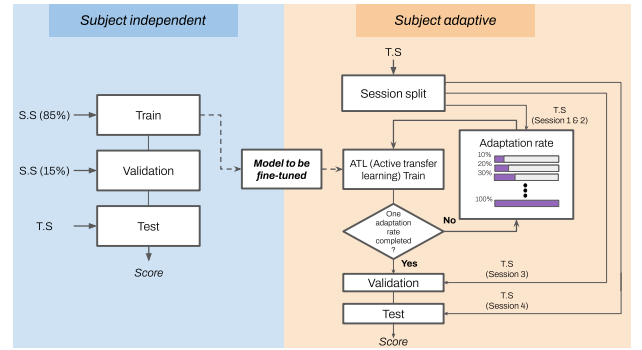 Subject independent
S.S (85%)
Train
S.S (15%)
Validation
T.S
Test
Score
Model to be
fine-tuned
Subject adaptive
T.S
Session split
T.S
(Session 1 & 2)
Adaptation rate
10%
20%
30%
100%
ATL (Active transfer
learning) Train
One
adaptation
rate
completed
?
No
Yes
T.S
(Session 3)
Validation
T.S
(Session 4)
Test
Score